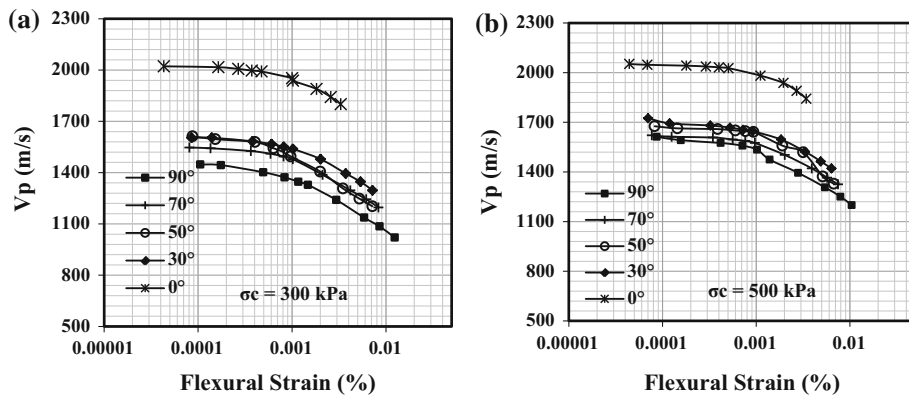 (a)
2300
2000
1700
1400
1100
800
500
Vp (m/s)
90°
70°
50°
30°
0°
σc = 300 kPa
0.00001 0.0001 0.001 0.01
Flexural Strain (%)
(b)
2300
2000
1700
1400
1100
800
500
Vp (m/s)
90°
70°
50°
30°
0°
σc = 500 kPa
0.00001 0.0001 0.001 0.01
Flexural Strain (%)